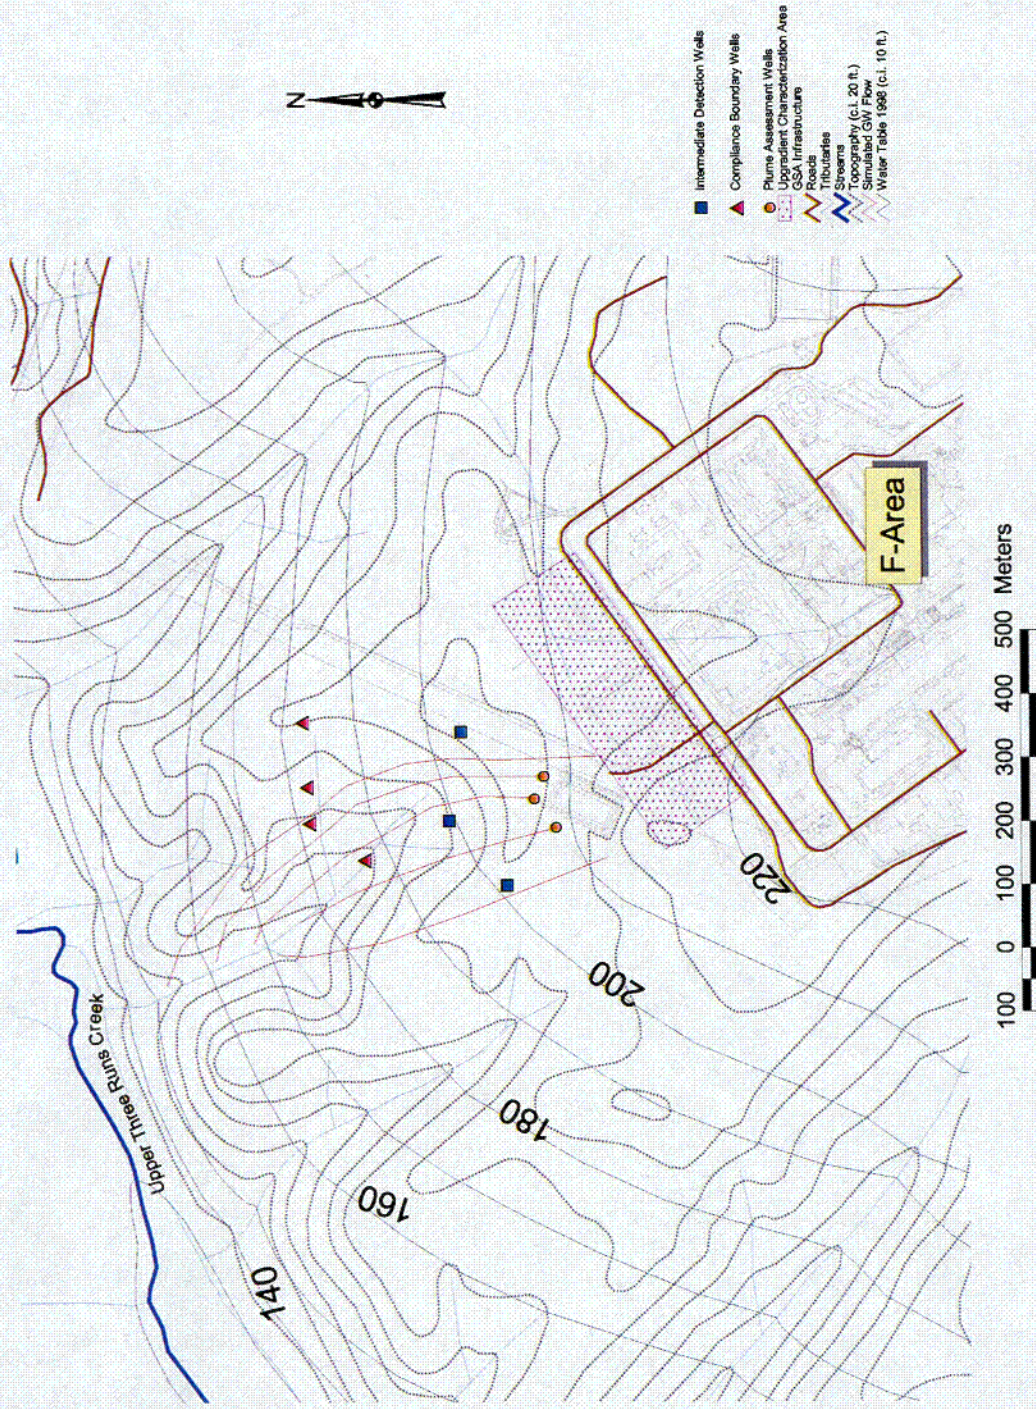 N
Intermediate Detection Wells
Compliance Boundary Wells
Plume Assessment Wells
Upgradient Characterization Area
GSA Infrastructure
Roads
Tributaries
Streams
Topography (c.i. 20 ft.)
Simulated GW Flow
Water Table 1998 (c.i. 10 ft.)
Upper Three Runs Creek
140
160
180
200
220
F-Area
100 0 100 200 300 400 500 Meters